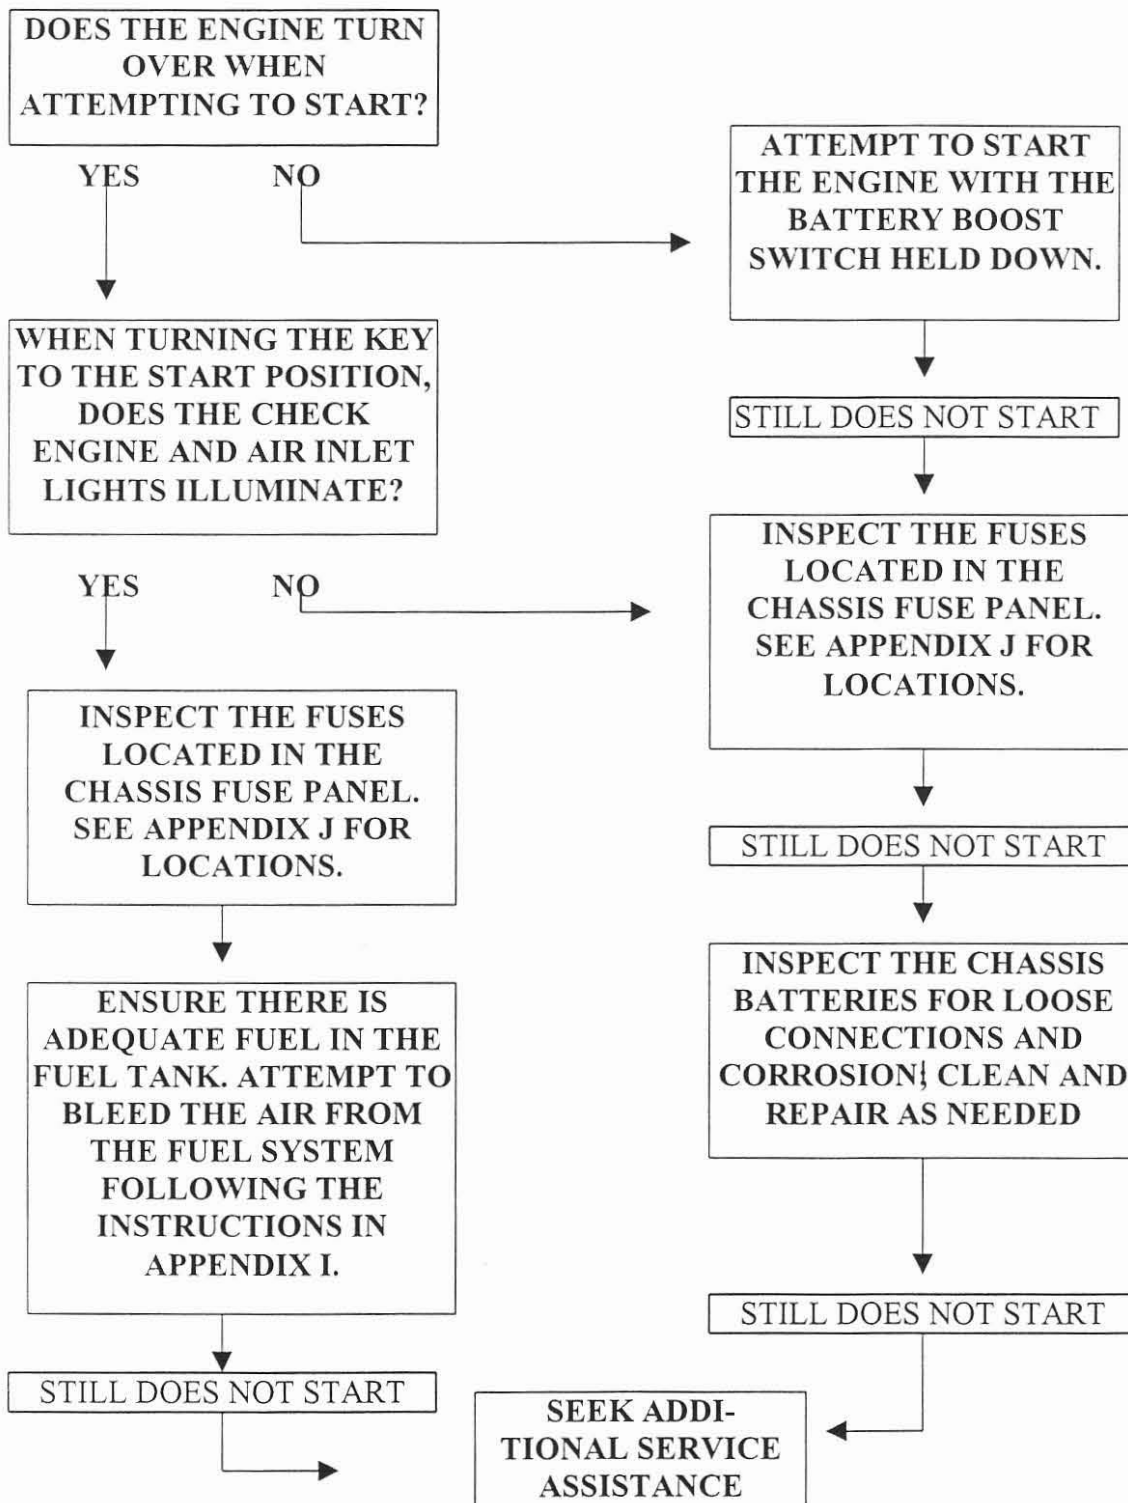 DOES THE ENGINE TURN
OVER WHEN
ATTEMPTING TO START?
YES
NO
WHEN TURNING THE KEY
TO THE START POSITION,
DOES THE CHECK
ENGINE AND AIR INLET
LIGHTS ILLUMINATE?
YES
NO
INSPECT THE FUSES
LOCATED IN THE
CHASSIS FUSE PANEL.
SEE APPENDIX J FOR
LOCATIONS.
ENSURE THERE IS
ADEQUATE FUEL IN THE
FUEL TANK. ATTEMPT TO
BLEED THE AIR FROM
THE FUEL SYSTEM
FOLLOWING THE
INSTRUCTIONS IN
APPENDIX I.
STILL DOES NOT START
ATTEMPT TO START
THE ENGINE WITH THE
BATTERY BOOST
SWITCH HELD DOWN.
STILL DOES NOT START
INSPECT THE FUSES
LOCATED IN THE
CHASSIS FUSE PANEL.
SEE APPENDIX J FOR
LOCATIONS.
STILL DOES NOT START
INSPECT THE CHASSIS
BATTERIES FOR LOOSE
CONNECTIONS AND
CORROSION; CLEAN AND
REPAIR AS NEEDED
STILL DOES NOT START
SEEK ADDI-
TIONAL SERVICE
ASSISTANCE